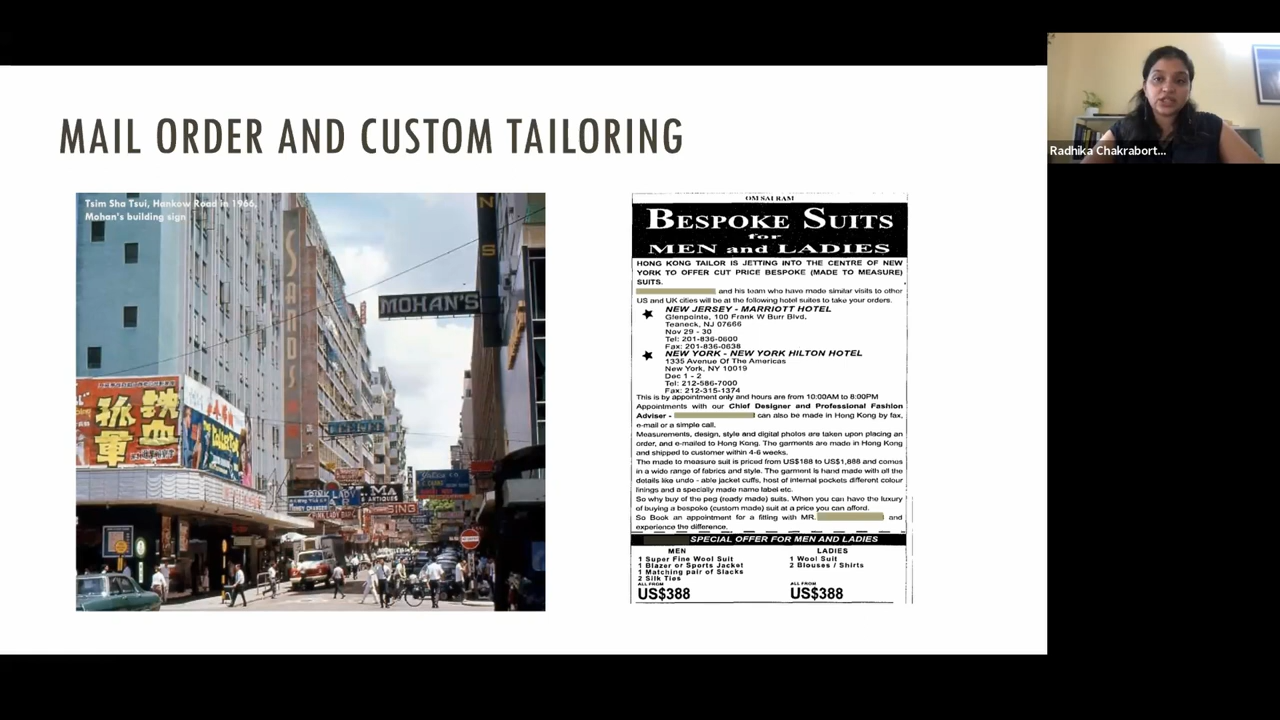 MAIL ORDER AND CUSTOM TAILORING
Radhika Chakrabort...
Tsim Sha Tsui, Hankow Road in 1966,
Mohan's building sign
MOHAN'S
SANDS
孤
血
PINK LADY
BAR
ANTIQUES
SING
OM SAI RAM
BESPOKE SUITS
for
MEN and LADIES
HONG KONG TAILOR IS JETTING INTO THE CENTRE OF NEW
YORK TO OFFER CUT PRICE BESPOKE (MADE TO MEASURE)
SUITS.
and his team who have made similar visits to other
US and UK cities will be at the following hotel suites to take your orders.
NEW JERSEY - MARRIOTT HOTEL
Glenpointe, 100 Frank W Burr Blvd,
Teaneck, NJ 07666
Nov 29 - 30
Tel: 201-836-0600
Fax: 201-836-0638
NEW YORK - NEW YORK HILTON HOTEL
1335 Avenue Of The Americas
New York, NY 10019
Dec 1 - 2
Tel: 212-586-7000
Fax: 212-315-1374
This is by appointment only and hours are from 10:00AM to 8:00PM
Appointments with our Chief Designer and Professional Fashion
Adviser - can also be made in Hong Kong by fax,
e-mail or a simple call.
Measurements, design, style and digital photos are taken upon placing an
order, and e-mailed to Hong Kong. The garments are made in Hong Kong
and shipped to customer within 4-6 weeks.
The made to measure suit is priced from US$188 to US$1,888 and comes
in a wide range of fabrics and style. The garment is hand made with all the
details like undo - able jacket cuffs, host of internal pockets different colour
linings and a specially made name label etc.
So why buy of the peg (ready made) suits. When you can have the luxury
of buying a bespoke (custom made) suit at a price you can afford.
So Book an appointment for a fitting with MR. and
experience the difference.
SPECIAL OFFER FOR MEN AND LADIES
MEN
1 Super Fine Wool Suit
1 Blazer or Sports Jacket
1 Matching pair of Slacks
2 Silk Ties
ALL FROM
US$388
LADIES
1 Wool Suit
2 Blouses / Shirts
ALL FROM
US$388